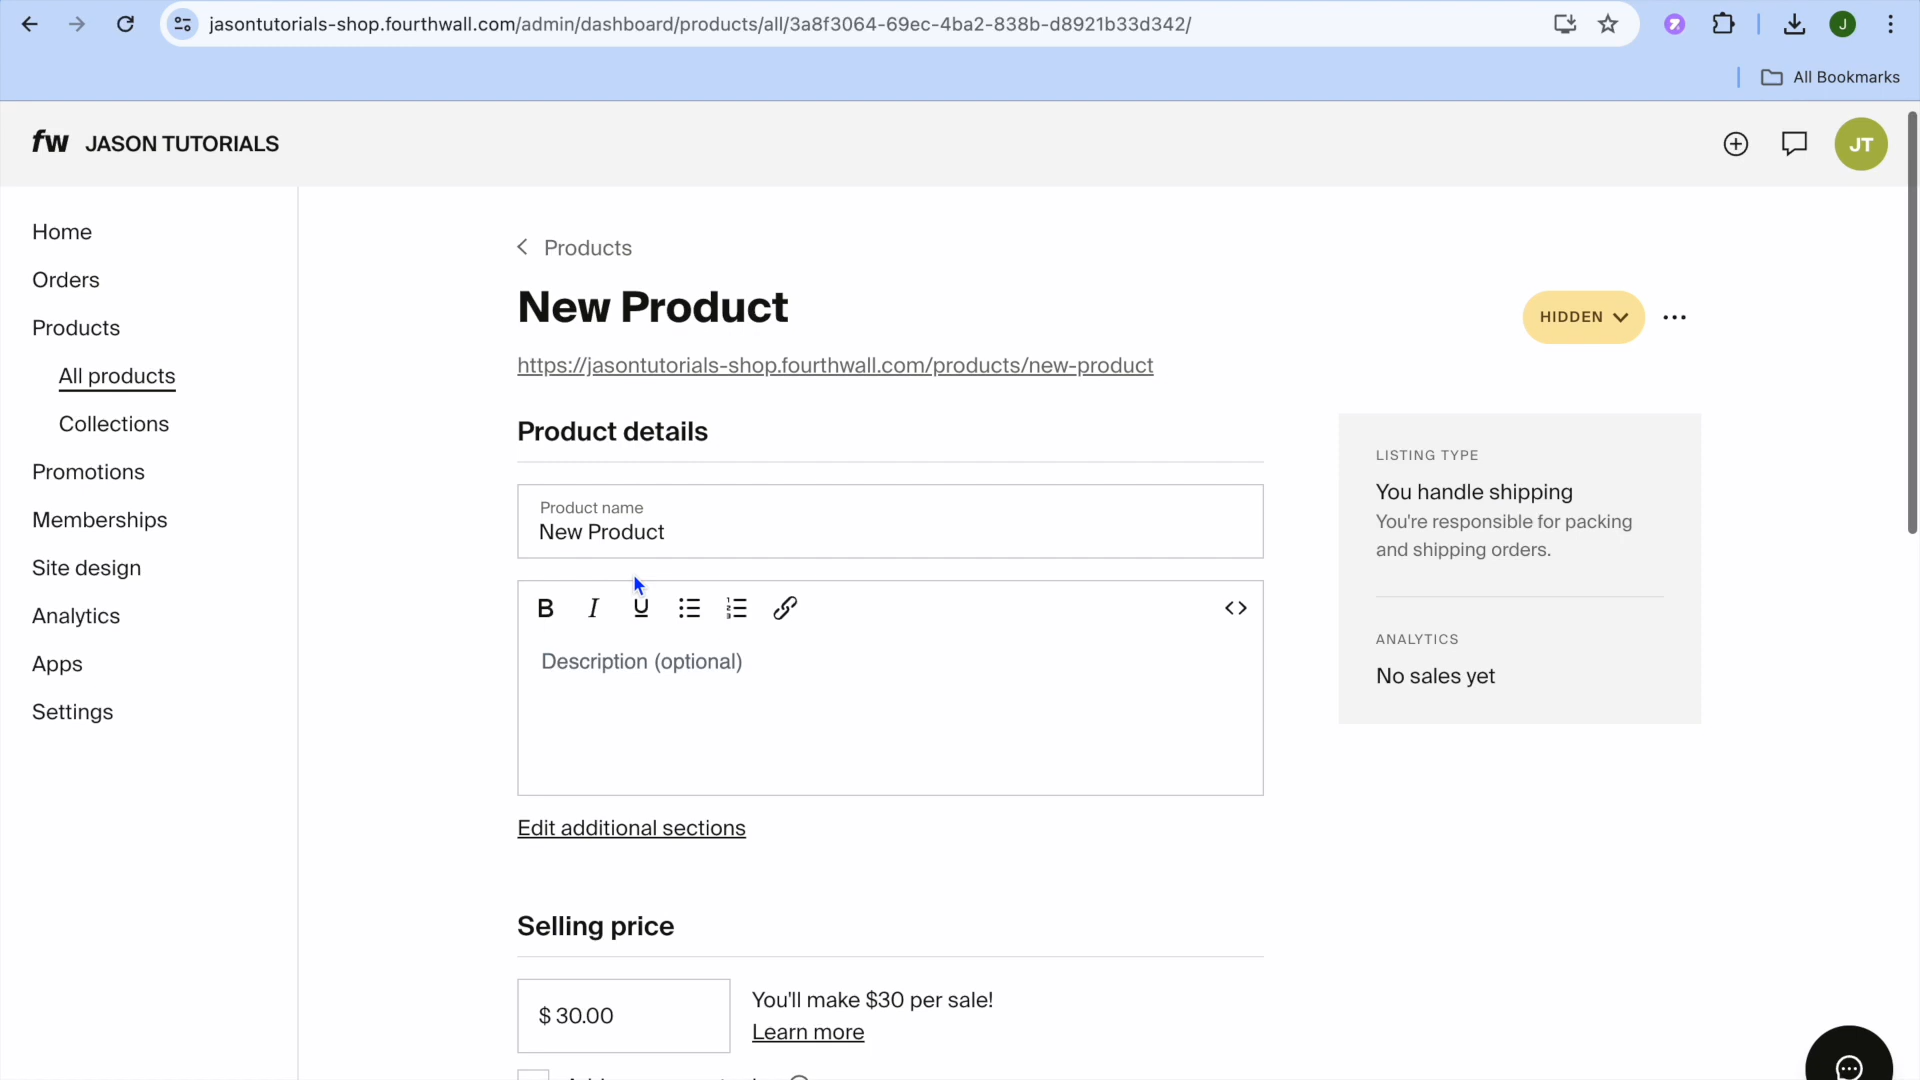 jasontutorials-shop.fourthwall.com/admin/dashboard/products/all/3a8f3064-69ec-4ba2-838b-d8921b33d342/
J
All Bookmarks
fw JASON TUTORIALS
JT
Home
Orders
Products
All products
Collections
Promotions
Memberships
Site design
Analytics
Apps
Settings
Products
New Product
HIDDEN
https://jasontutorials-shop.fourthwall.com/products/new-product
Product details
Product name
New Product
B I U
Description (optional)
Edit additional sections
LISTING TYPE
You handle shipping
You're responsible for packing
and shipping orders.
ANALYTICS
No sales yet
Selling price
$ 30.00
You'll make $30 per sale!
Learn more